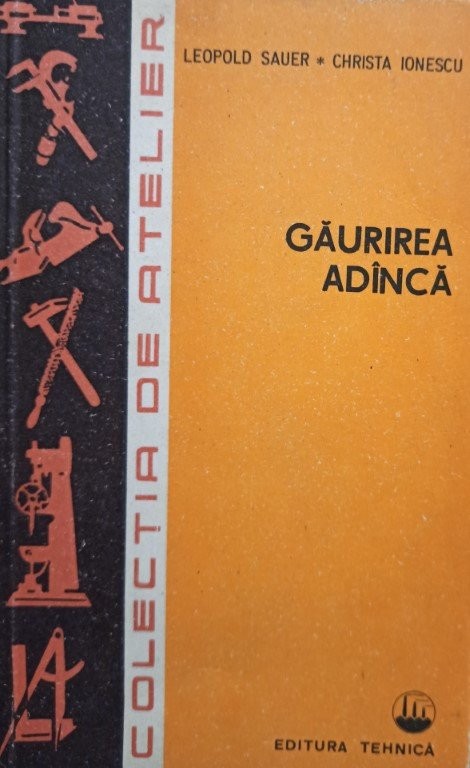 LEOPOLD SAUER * CHRISTA IONESCU
GĂURIREA
ADÎNCĂ
COLECȚIA DE ATELIER
EDITURA TEHNICĂ